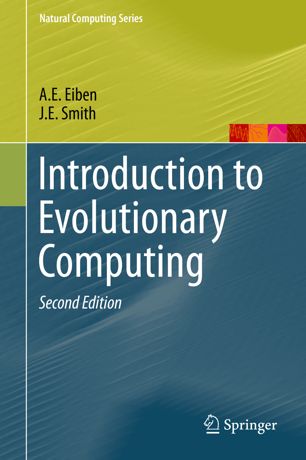 Natural Computing Series
A.E. Eiben
J.E. Smith
Introduction to
Evolutionary
Computing
Second Edition
Springer